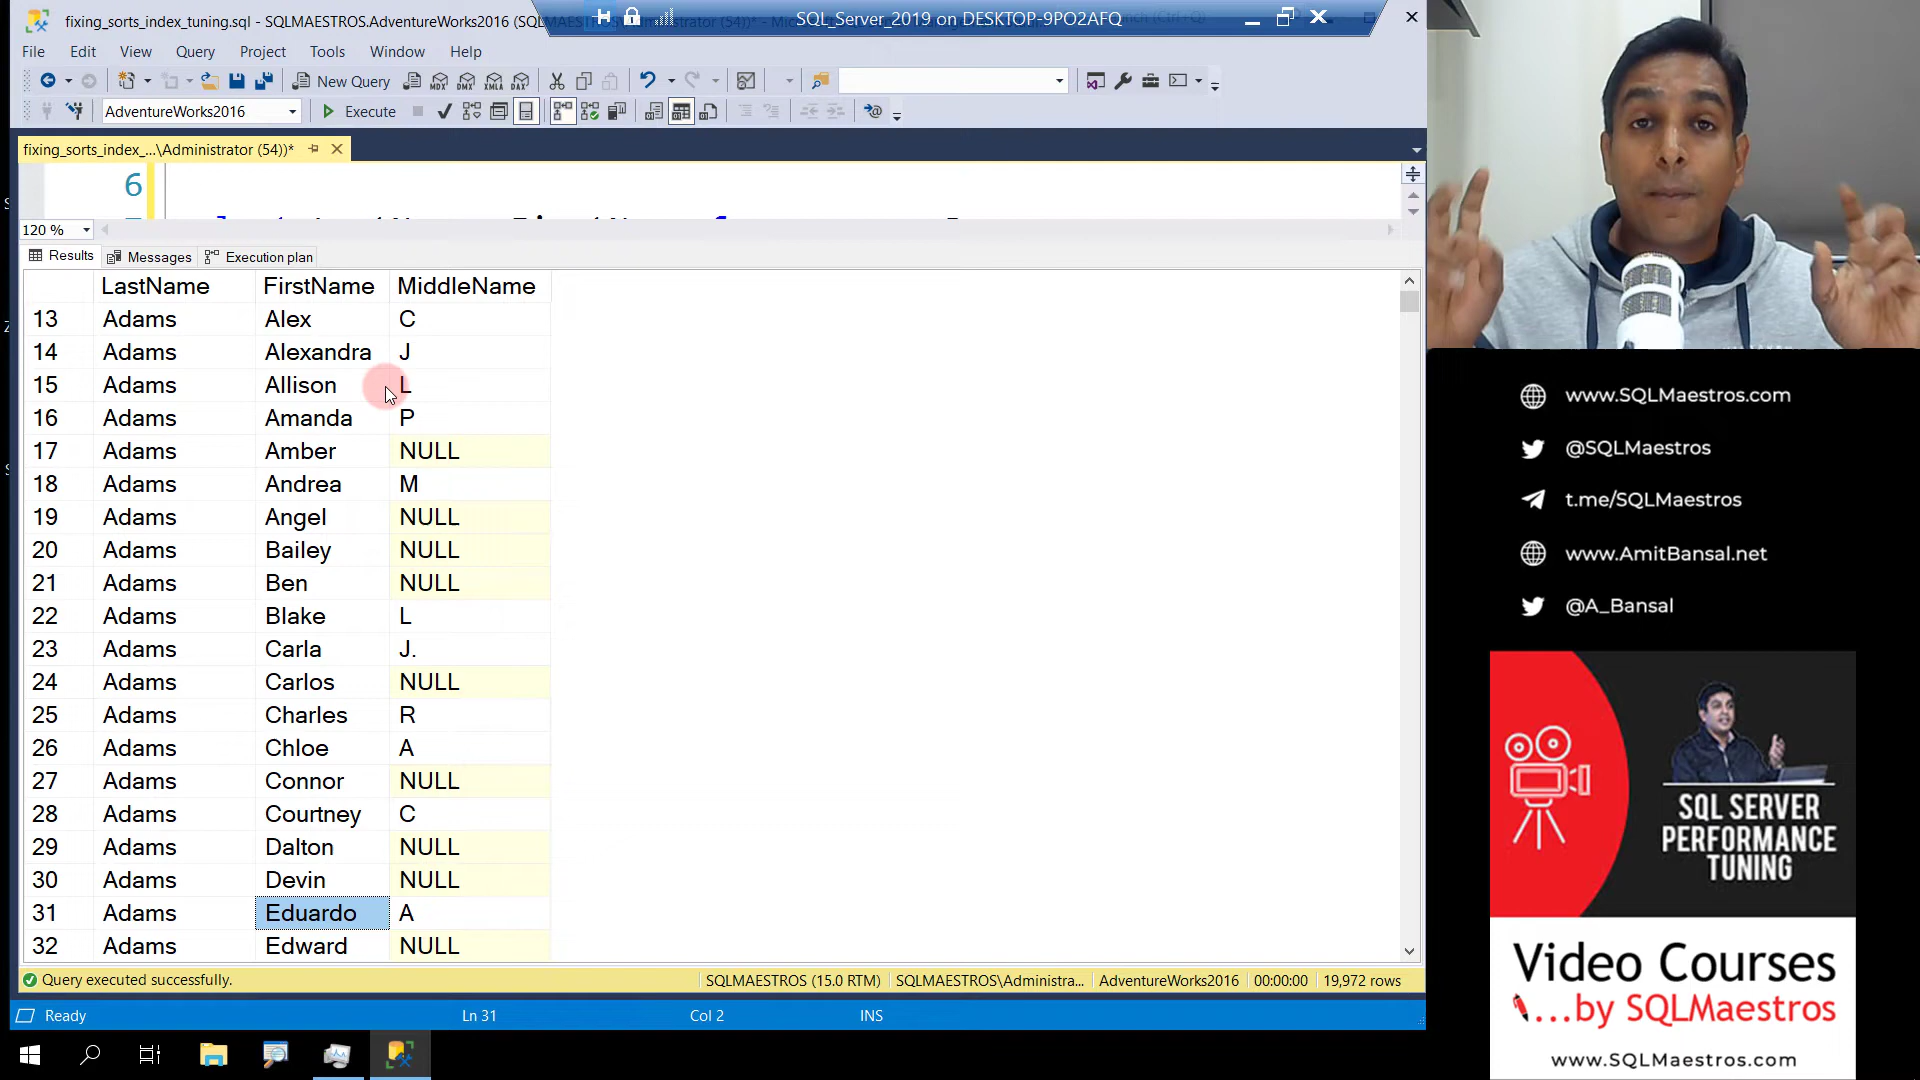 fixing_sorts_index_tuning.sql - SQLMAESTROS.AdventureWorks2016 (SQLMAESTROS\Administrator (54))*
SQL_Server_2019 on DESKTOP-9PO2AFQ
File Edit View Query Project Tools Window Help
New Query
MDX DMX XMLA DAX
AdventureWorks2016
Execute
fixing_sorts_index_...\Administrator (54))*
6
120 %
Results Messages Execution plan
LastName FirstName MiddleName
13 Adams Alex C
14 Adams Alexandra J
15 Adams Allison L
16 Adams Amanda P
17 Adams Amber NULL
18 Adams Andrea M
19 Adams Angel NULL
20 Adams Bailey NULL
21 Adams Ben NULL
22 Adams Blake L
23 Adams Carla J.
24 Adams Carlos NULL
25 Adams Charles R
26 Adams Chloe A
27 Adams Connor NULL
28 Adams Courtney C
29 Adams Dalton NULL
30 Adams Devin NULL
31 Adams Eduardo A
32 Adams Edward NULL
Query executed successfully. SQLMAESTROS (15.0 RTM) SQLMAESTROS\Administra... AdventureWorks2016 00:00:00 19,972 rows
Ready Ln 31 Col 2 INS
www.SQLMaestros.com
@SQLMaestros
t.me/SQLMaestros
www.AmitBansal.net
@A_Bansal
SQL SERVER
PERFORMANCE
TUNING
Video Courses
...by SQLMaestros
www.SQLMaestros.com